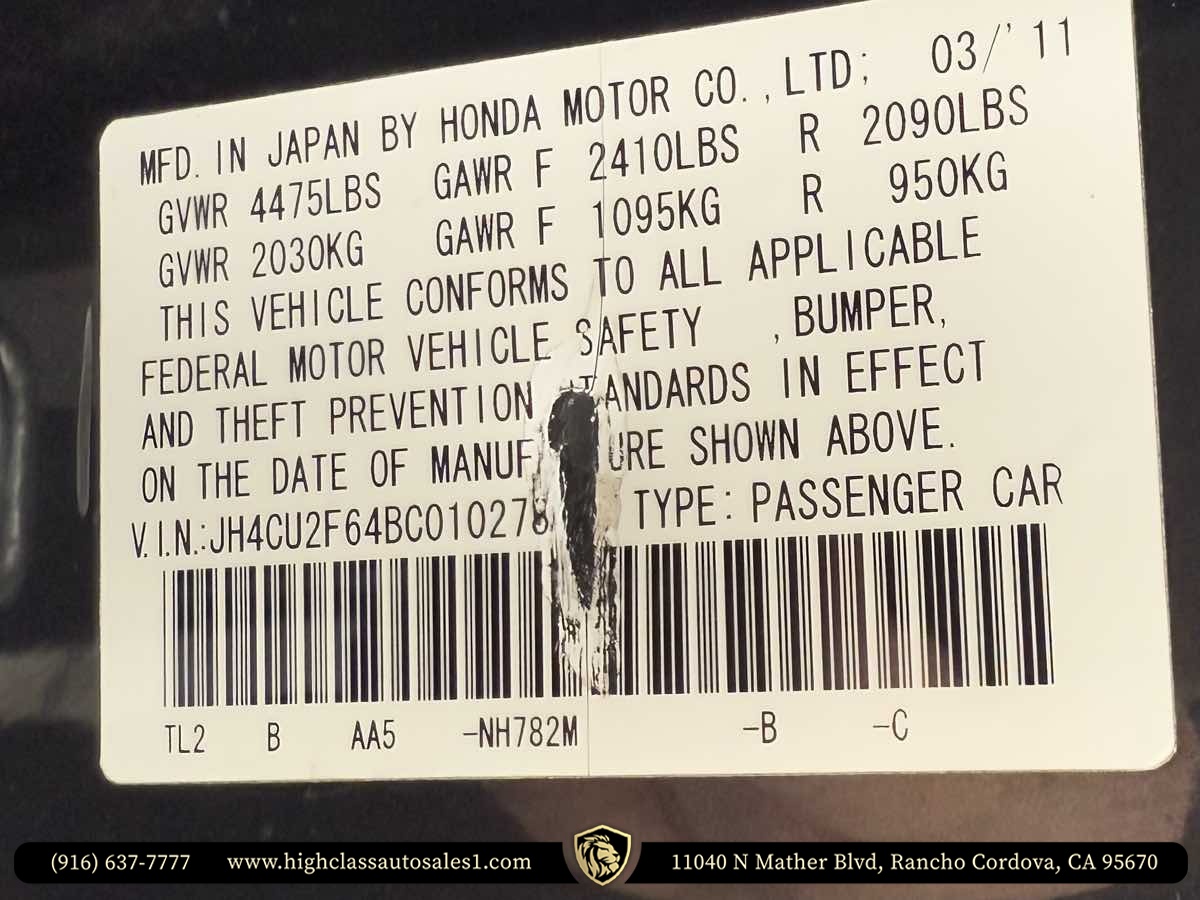 MFD. IN JAPAN BY HONDA MOTOR CO.,LTD; 03/'11
GVWR 4475LBS GAWR F 2410LBS R 2090LBS
GVWR 2030KG GAWR F 1095KG R 950KG
THIS VEHICLE CONFORMS TO ALL APPLICABLE
FEDERAL MOTOR VEHICLE SAFETY ,BUMPER,
AND THEFT PREVENTION STANDARDS IN EFFECT
ON THE DATE OF MANUF URE SHOWN ABOVE.
V.I.N.:JH4CU2F64BC010278 TYPE:PASSENGER CAR
TL2 B AA5 -NH782M -B -C
(916) 637-7777 www.highclassautosales1.com 11040 N Mather Blvd, Rancho Cordova, CA 95670